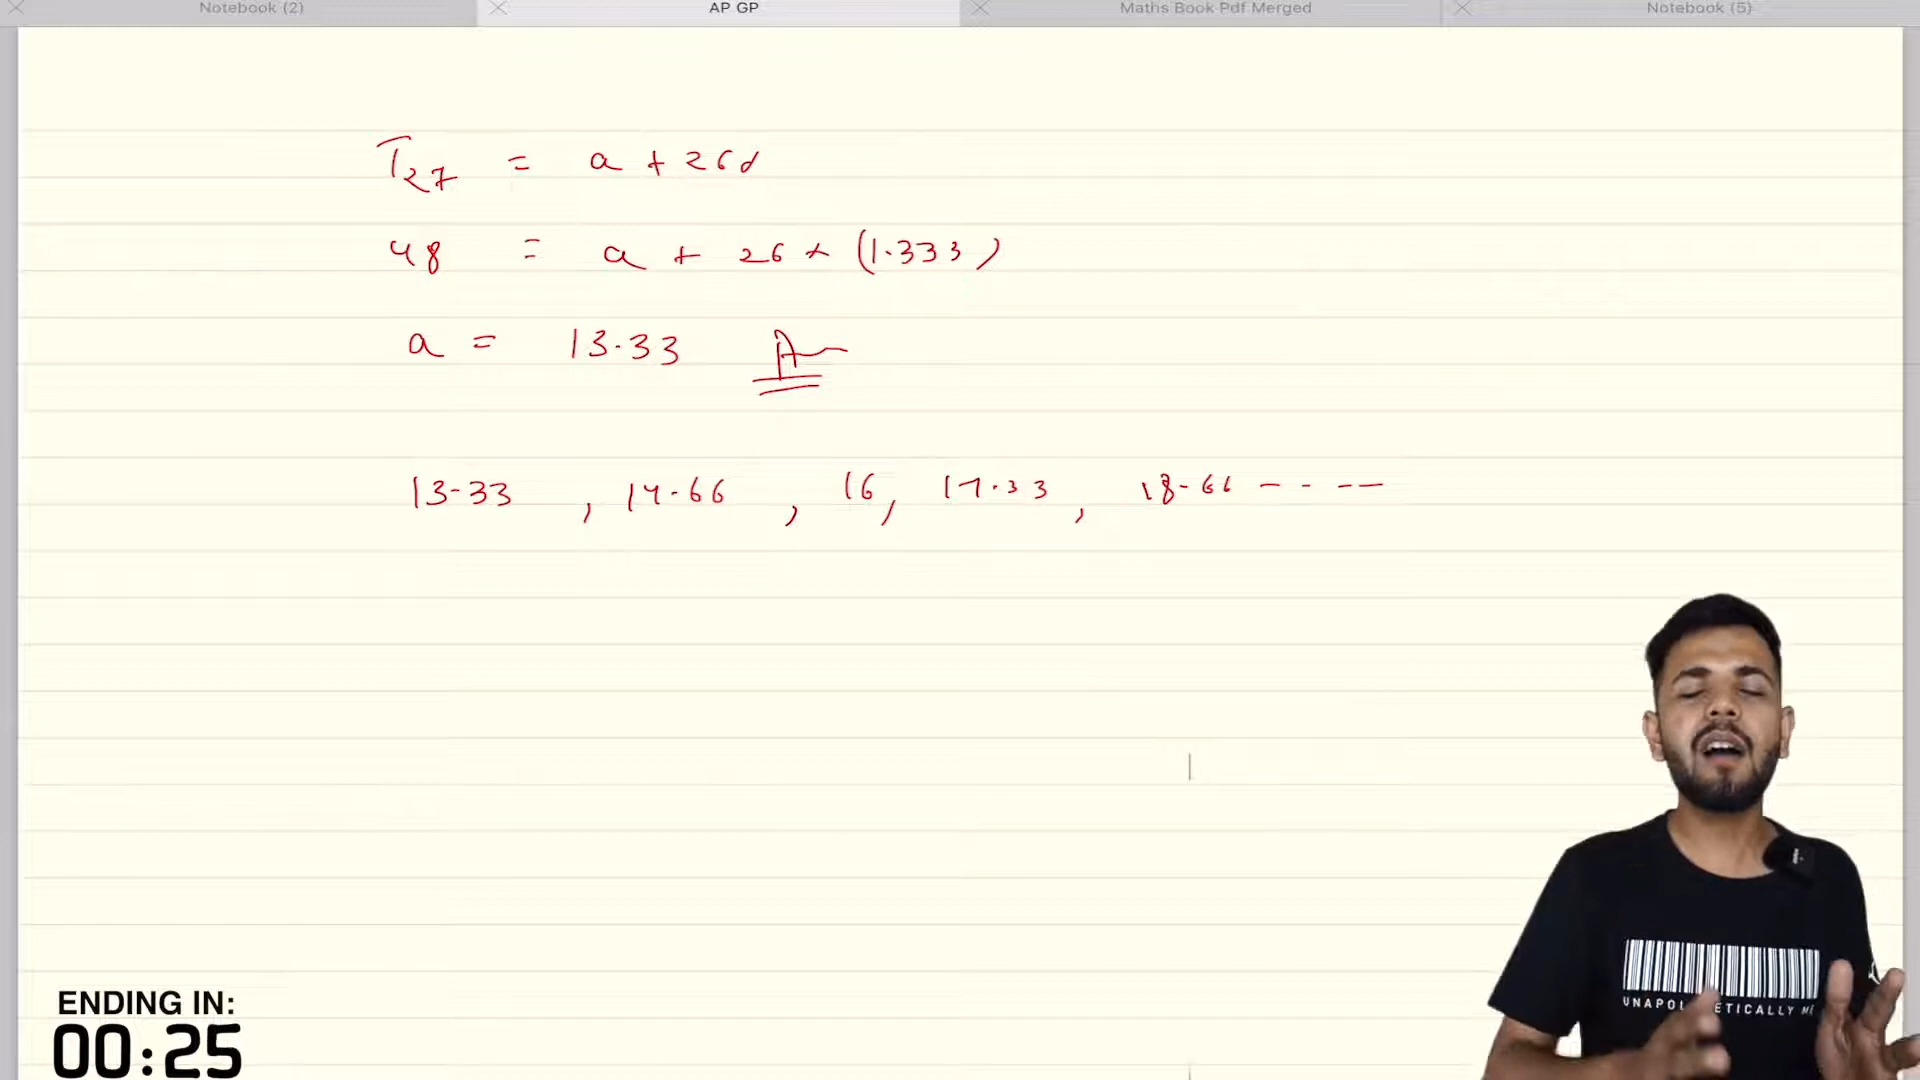 Notebook (2) AP GP Maths Book Pdf Merged Notebook (5)
T27 = a + 26d
48 = a + 26 × (1.333)
a = 13.33
13.33 , 14.66 , 16, 17.33 , 18.66 -----
UNAPOL ETICALLY ME
ENDING IN:
00:25